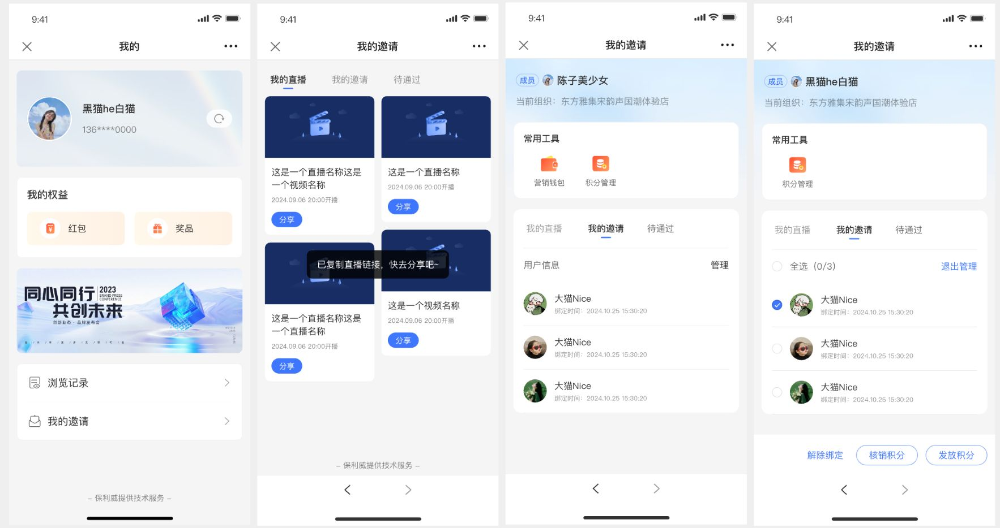 9:41
我的
黑猫he白猫
136****0000
我的权益
红包
奖品
同心同行
2023
BRAND PRESS
CONFERENCE
共创未来
创新业态·品牌发布会
浏览记录
我的邀请
– 保利威提供技术服务 –
9:41
我的邀请
我的直播 我的邀请 待通过
这是一个直播名称这是
一个视频名称
2024.09.06 20:00开播
分享
这是一个直播名称
2024.09.06 20:00开播
分享
已复制直播链接，快去分享吧~
这是一个直播名称这是
一个直播名称
2024.09.06 20:00开播
分享
这是一个视频名称
2024.09.06 20:00开播
分享
– 保利威提供技术服务 –
9:41
我的邀请
成员 陈子美少女
当前组织：东方雅集宋韵声国潮体验店
常用工具
营销钱包 积分管理
我的直播 我的邀请 待通过
用户信息 管理
大猫Nice
绑定时间：2024.10.25 15:30:20
大猫Nice
绑定时间：2024.10.25 15:30:20
大猫Nice
绑定时间：2024.10.25 15:30:20
9:41
我的邀请
成员 黑猫he白猫
当前组织：东方雅集宋韵声国潮体验店
常用工具
积分管理
我的直播 我的邀请 待通过
全选（0/3） 退出管理
大猫Nice
绑定时间：2024.10.25 15:30:20
大猫Nice
绑定时间：2024.10.25 15:30:20
大猫Nice
绑定时间：2024.10.25 15:30:20
解除绑定 核销积分 发放积分